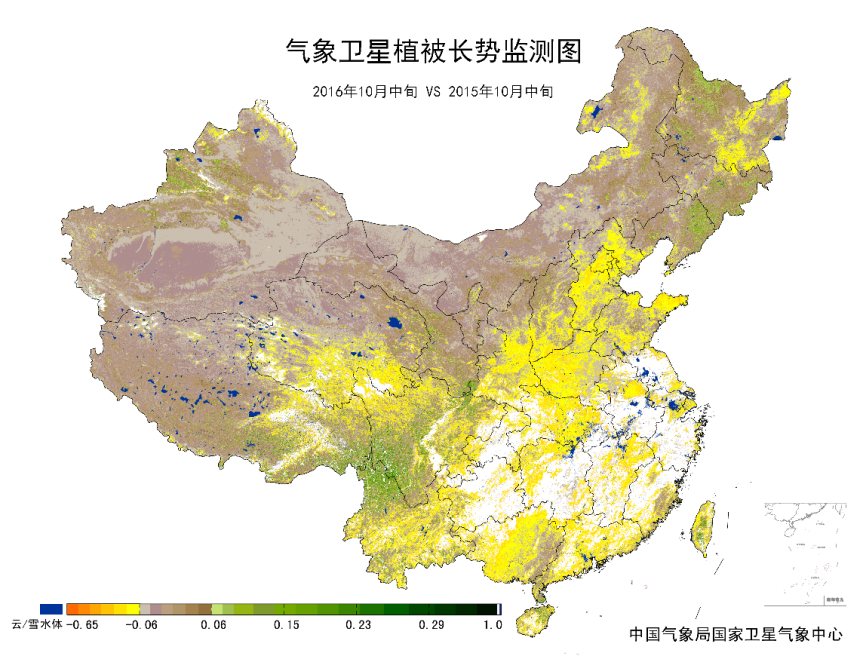 气象卫星植被长势监测图
2016年10月中旬 VS 2015年10月中旬
云/雪水体 -0.65 -0.06 0.06 0.15 0.23 0.29 1.0
中国气象局国家卫星气象中心